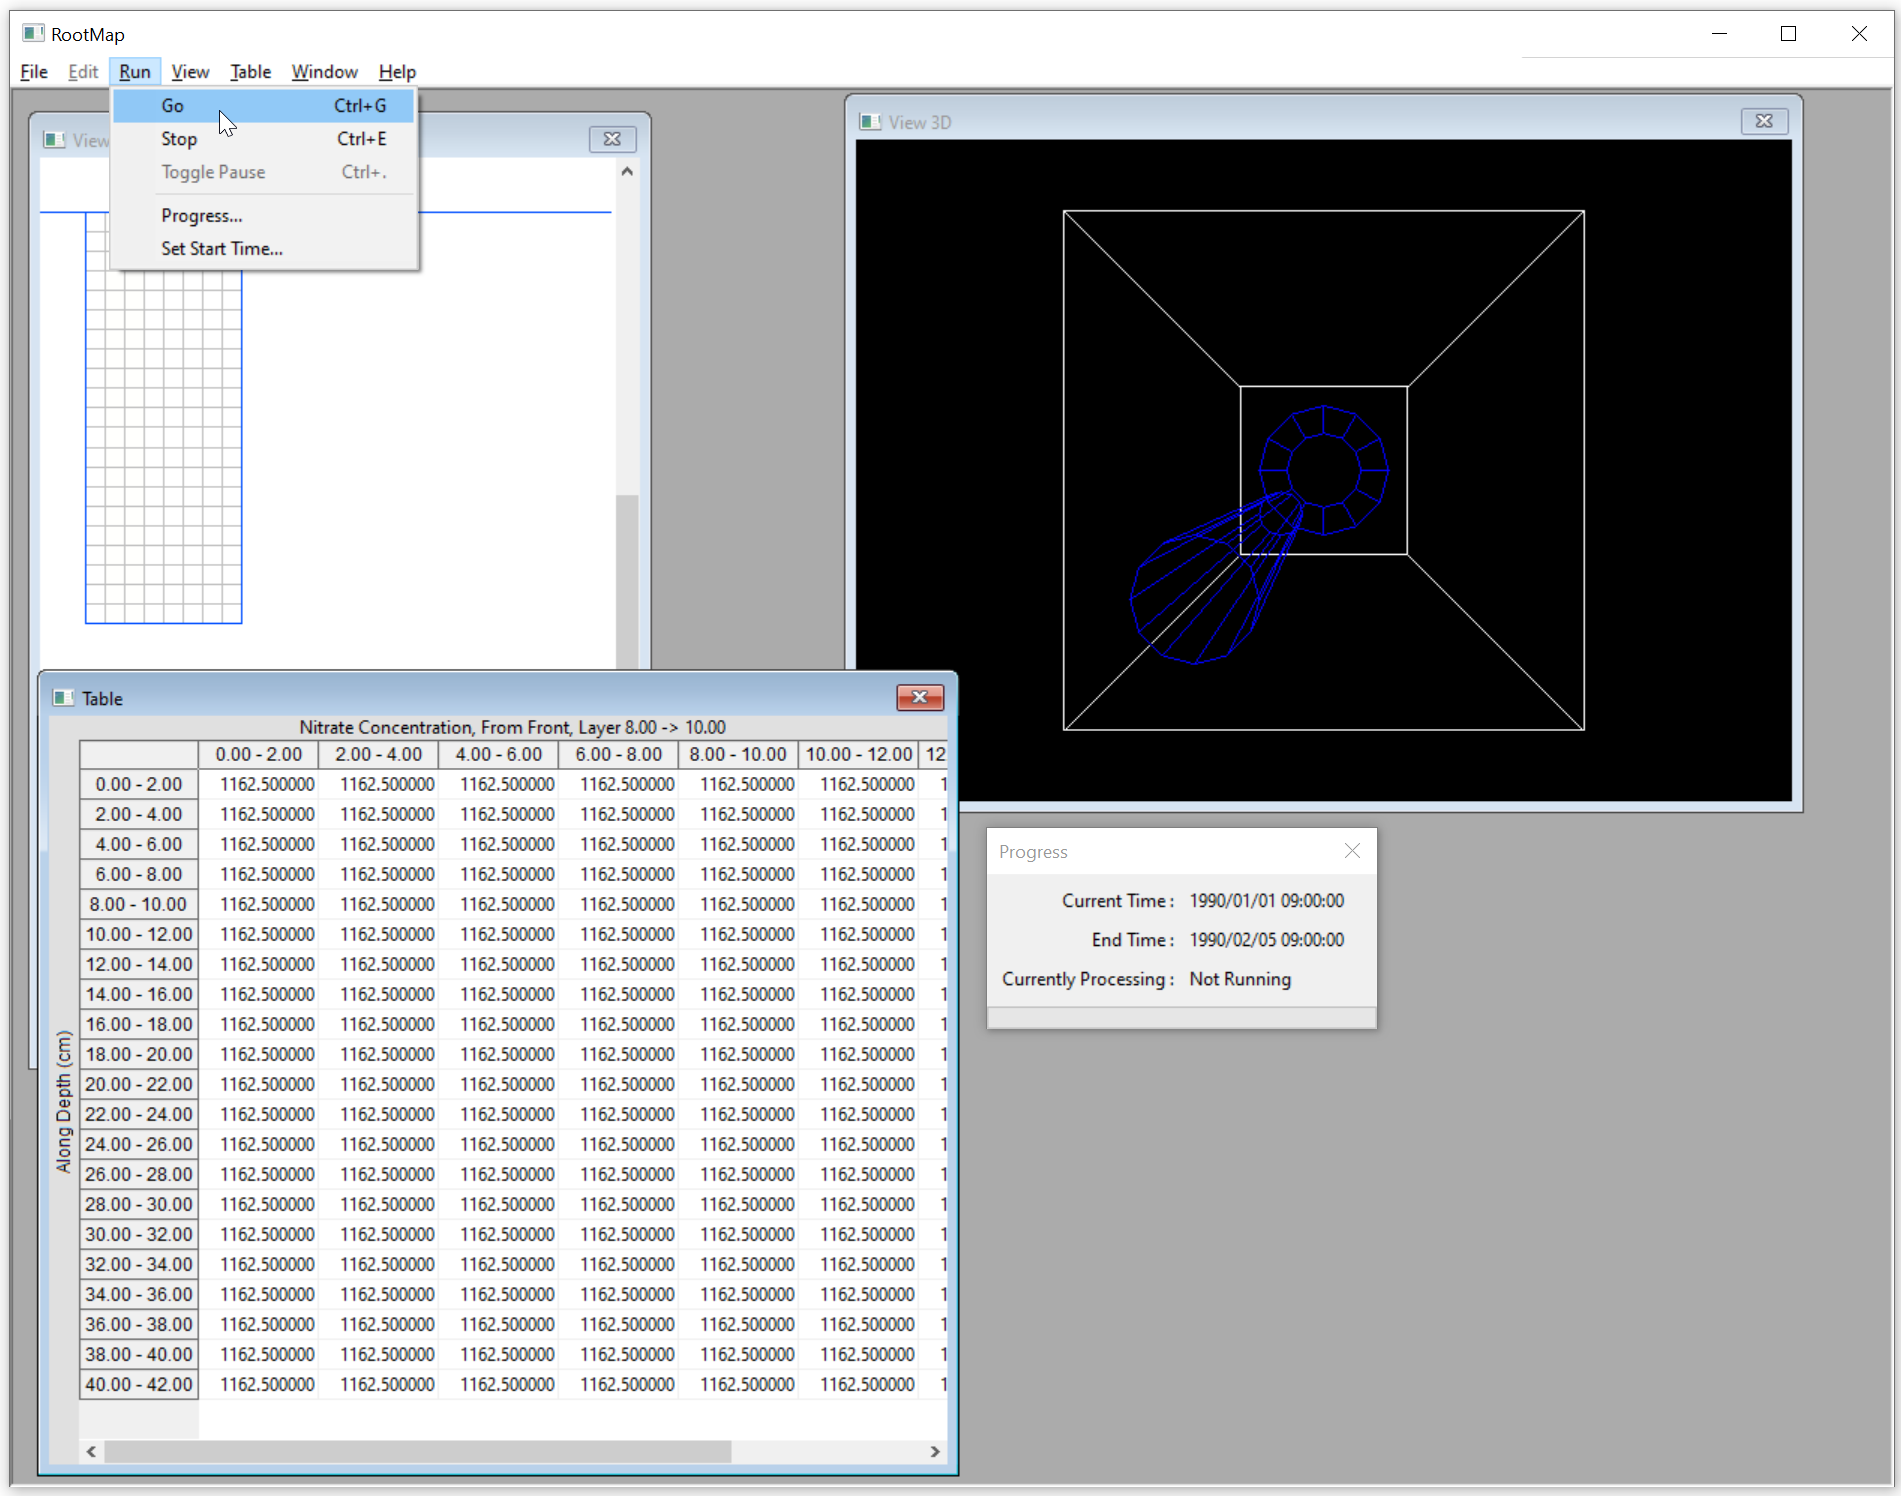 RootMap
File Edit Run View Table Window Help
Go Ctrl+G
Stop Ctrl+E
Toggle Pause Ctrl+.
Progress...
Set Start Time...
View
View 3D
Table
Nitrate Concentration, From Front, Layer 8.00 -> 10.00
0.00 - 2.00 2.00 - 4.00 4.00 - 6.00 6.00 - 8.00 8.00 - 10.00 10.00 - 12.00 12
0.00 - 2.00 1162.500000 1162.500000 1162.500000 1162.500000 1162.500000 1162.500000 1
2.00 - 4.00 1162.500000 1162.500000 1162.500000 1162.500000 1162.500000 1162.500000 1
4.00 - 6.00 1162.500000 1162.500000 1162.500000 1162.500000 1162.500000 1162.500000 1
6.00 - 8.00 1162.500000 1162.500000 1162.500000 1162.500000 1162.500000 1162.500000 1
8.00 - 10.00 1162.500000 1162.500000 1162.500000 1162.500000 1162.500000 1162.500000 1
10.00 - 12.00 1162.500000 1162.500000 1162.500000 1162.500000 1162.500000 1162.500000 1
12.00 - 14.00 1162.500000 1162.500000 1162.500000 1162.500000 1162.500000 1162.500000 1
14.00 - 16.00 1162.500000 1162.500000 1162.500000 1162.500000 1162.500000 1162.500000 1
16.00 - 18.00 1162.500000 1162.500000 1162.500000 1162.500000 1162.500000 1162.500000 1
18.00 - 20.00 1162.500000 1162.500000 1162.500000 1162.500000 1162.500000 1162.500000 1
20.00 - 22.00 1162.500000 1162.500000 1162.500000 1162.500000 1162.500000 1162.500000 1
22.00 - 24.00 1162.500000 1162.500000 1162.500000 1162.500000 1162.500000 1162.500000 1
24.00 - 26.00 1162.500000 1162.500000 1162.500000 1162.500000 1162.500000 1162.500000 1
26.00 - 28.00 1162.500000 1162.500000 1162.500000 1162.500000 1162.500000 1162.500000 1
28.00 - 30.00 1162.500000 1162.500000 1162.500000 1162.500000 1162.500000 1162.500000 1
30.00 - 32.00 1162.500000 1162.500000 1162.500000 1162.500000 1162.500000 1162.500000 1
32.00 - 34.00 1162.500000 1162.500000 1162.500000 1162.500000 1162.500000 1162.500000 1
34.00 - 36.00 1162.500000 1162.500000 1162.500000 1162.500000 1162.500000 1162.500000 1
36.00 - 38.00 1162.500000 1162.500000 1162.500000 1162.500000 1162.500000 1162.500000 1
38.00 - 40.00 1162.500000 1162.500000 1162.500000 1162.500000 1162.500000 1162.500000 1
40.00 - 42.00 1162.500000 1162.500000 1162.500000 1162.500000 1162.500000 1162.500000 1
Along Depth (cm)
Progress
Current Time : 1990/01/01 09:00:00
End Time : 1990/02/05 09:00:00
Currently Processing : Not Running